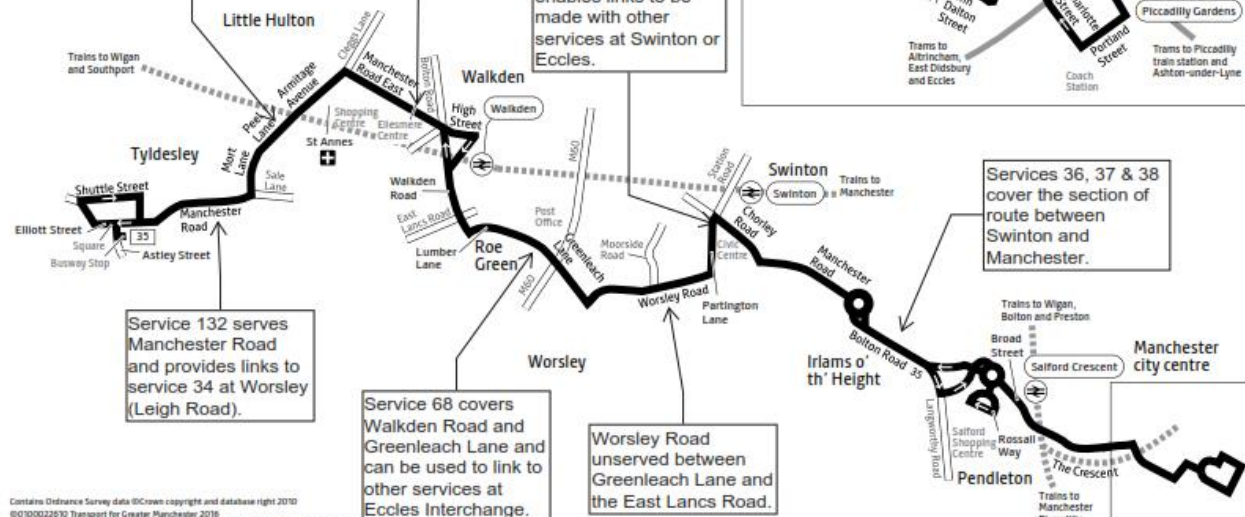 Little Hulton
enables links to be
made with other
services at Swinton or
Eccles.
Dalton
Street
Charlotte
Street
Portland
Street
Piccadilly Gardens
Trams to
Altrincham,
East Didsbury
and Eccles
Trams to Piccadilly
train station and
Ashton-under-Lyne
Coach
Station
Trains to Wigan
and Southport
Cleggs Lane
Armitage
Avenue
Manchester
Road East
Bolton Road
Walkden
High
Street
Walkden
Peel
Lane
Shopping
Centre
Ellesmere
Centre
St Annes
M60
Tyldesley
Mort
Lane
Sale
Lane
Shuttle Street
Manchester
Road
Elliott Street
Square
35
Busway Stop
Astley Street
Walkden
Road
East
Lancs Road
Lumber
Lane
Roe
Green
Post
Office
Greenleach
Lane
M60
Moorside
Road
Station
Road
Swinton
Swinton
Trains to
Manchester
Chorley
Road
Civic
Centre
Worsley Road
Partington
Lane
Manchester
Road
Services 36, 37 & 38
cover the section of
route between
Swinton and
Manchester.
Service 132 serves
Manchester Road
and provides links to
service 34 at Worsley
(Leigh Road).
Worsley
Service 68 covers
Walkden Road and
Greenleach Lane and
can be used to link to
other services at
Eccles Interchange.
Worsley Road
unserved between
Greenleach Lane and
the East Lancs Road.
Irlams o'
th' Height
Bolton Road 35
Trains to Wigan,
Bolton and Preston
Broad
Street
Salford Crescent
Manchester
city centre
Langworthy Road
Salford
Shopping
Centre
Rossall
Way
Pendleton
The Crescent
Trains to
Manchester
Contains Ordnance Survey data ©Crown copyright and database right 2010
©0100022610 Transport for Greater Manchester 2016